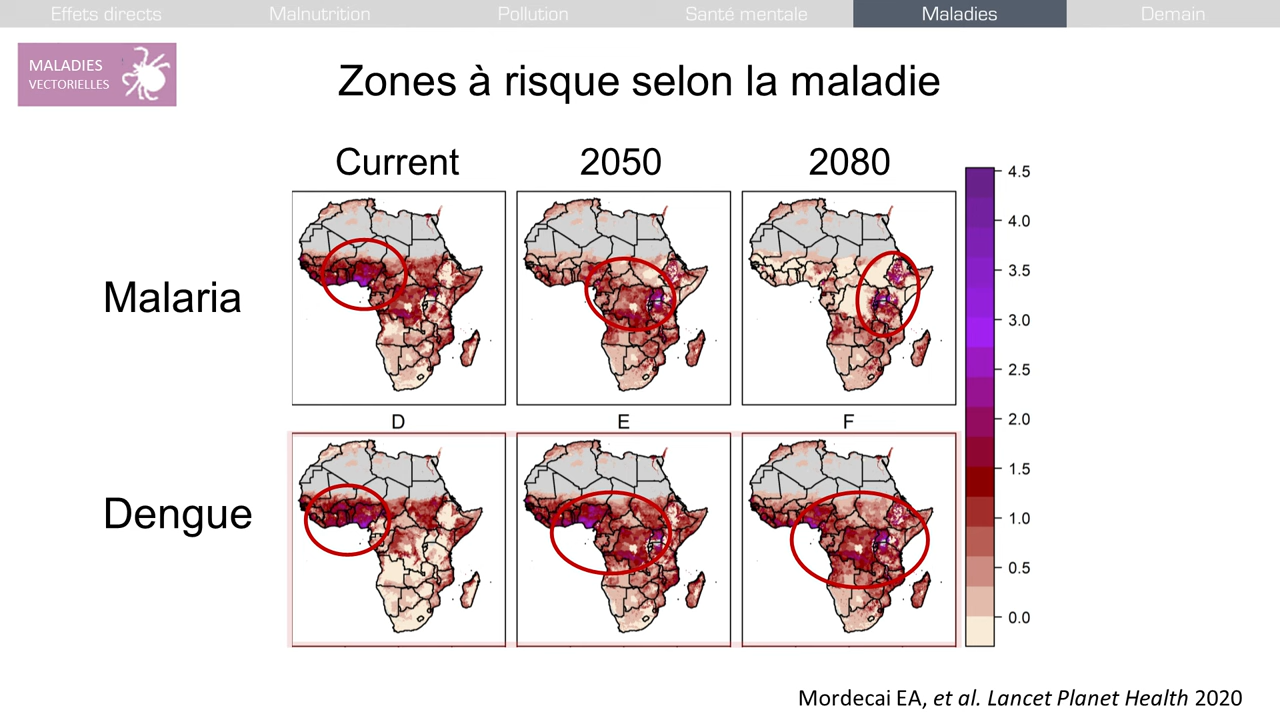 Effets directs
Malnutrition
Pollution
Santé mentale
Maladies
Demain
MALADIES
VECTORIELLES
Zones à risque selon la maladie
Current
2050
2080
Malaria
4.5
4.0
3.5
3.0
2.5
2.0
1.5
1.0
0.5
0.0
D
E
F
Dengue
Mordecai EA, et al. Lancet Planet Health 2020